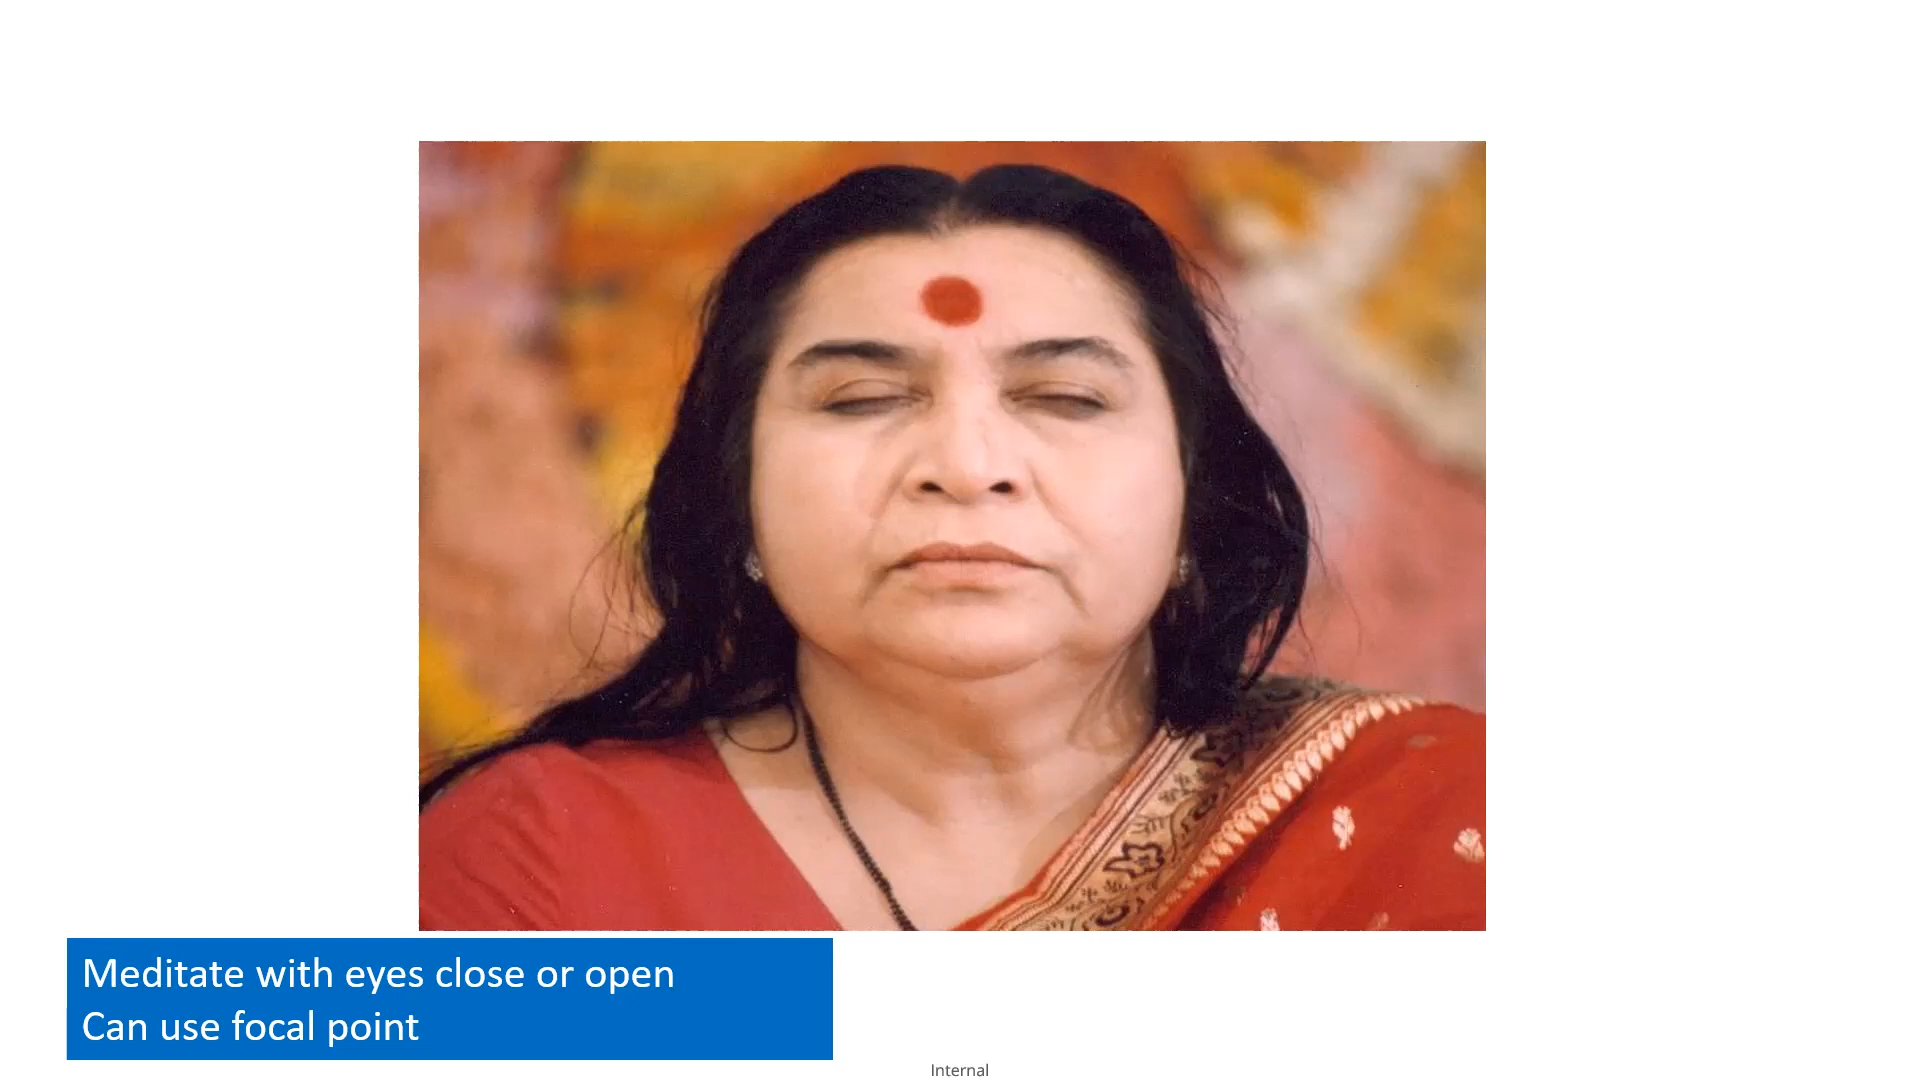 Meditate with eyes close or open
Can use focal point
Internal